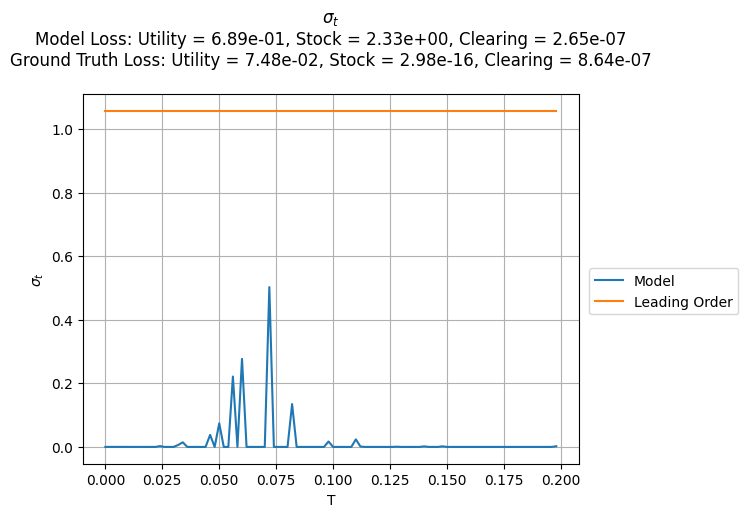 σₜ
Model Loss: Utility = 6.89e-01, Stock = 2.33e+00, Clearing = 2.65e-07
Ground Truth Loss: Utility = 7.48e-02, Stock = 2.98e-16, Clearing = 8.64e-07
1.0
0.8
0.6
σₜ
0.4
0.2
0.0
Model
Leading Order
0.000 0.025 0.050 0.075 0.100 0.125 0.150 0.175 0.200
T